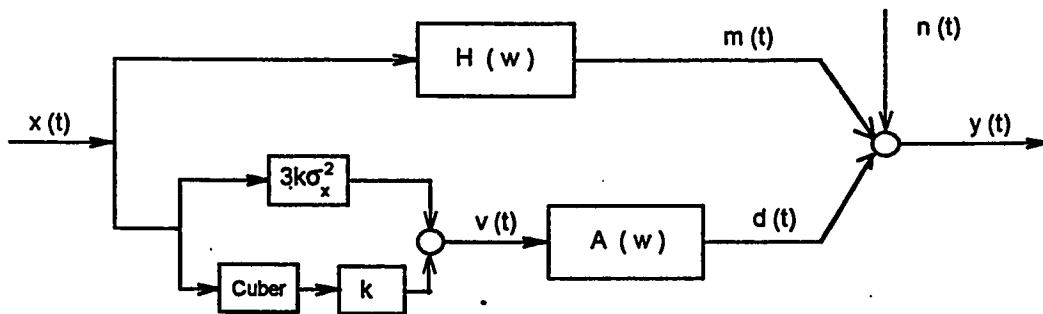 x (t)
H ( w )
m (t)
n (t)
y (t)
3kσ_x^2
v (t)
A ( w )
d (t)
Cuber
k